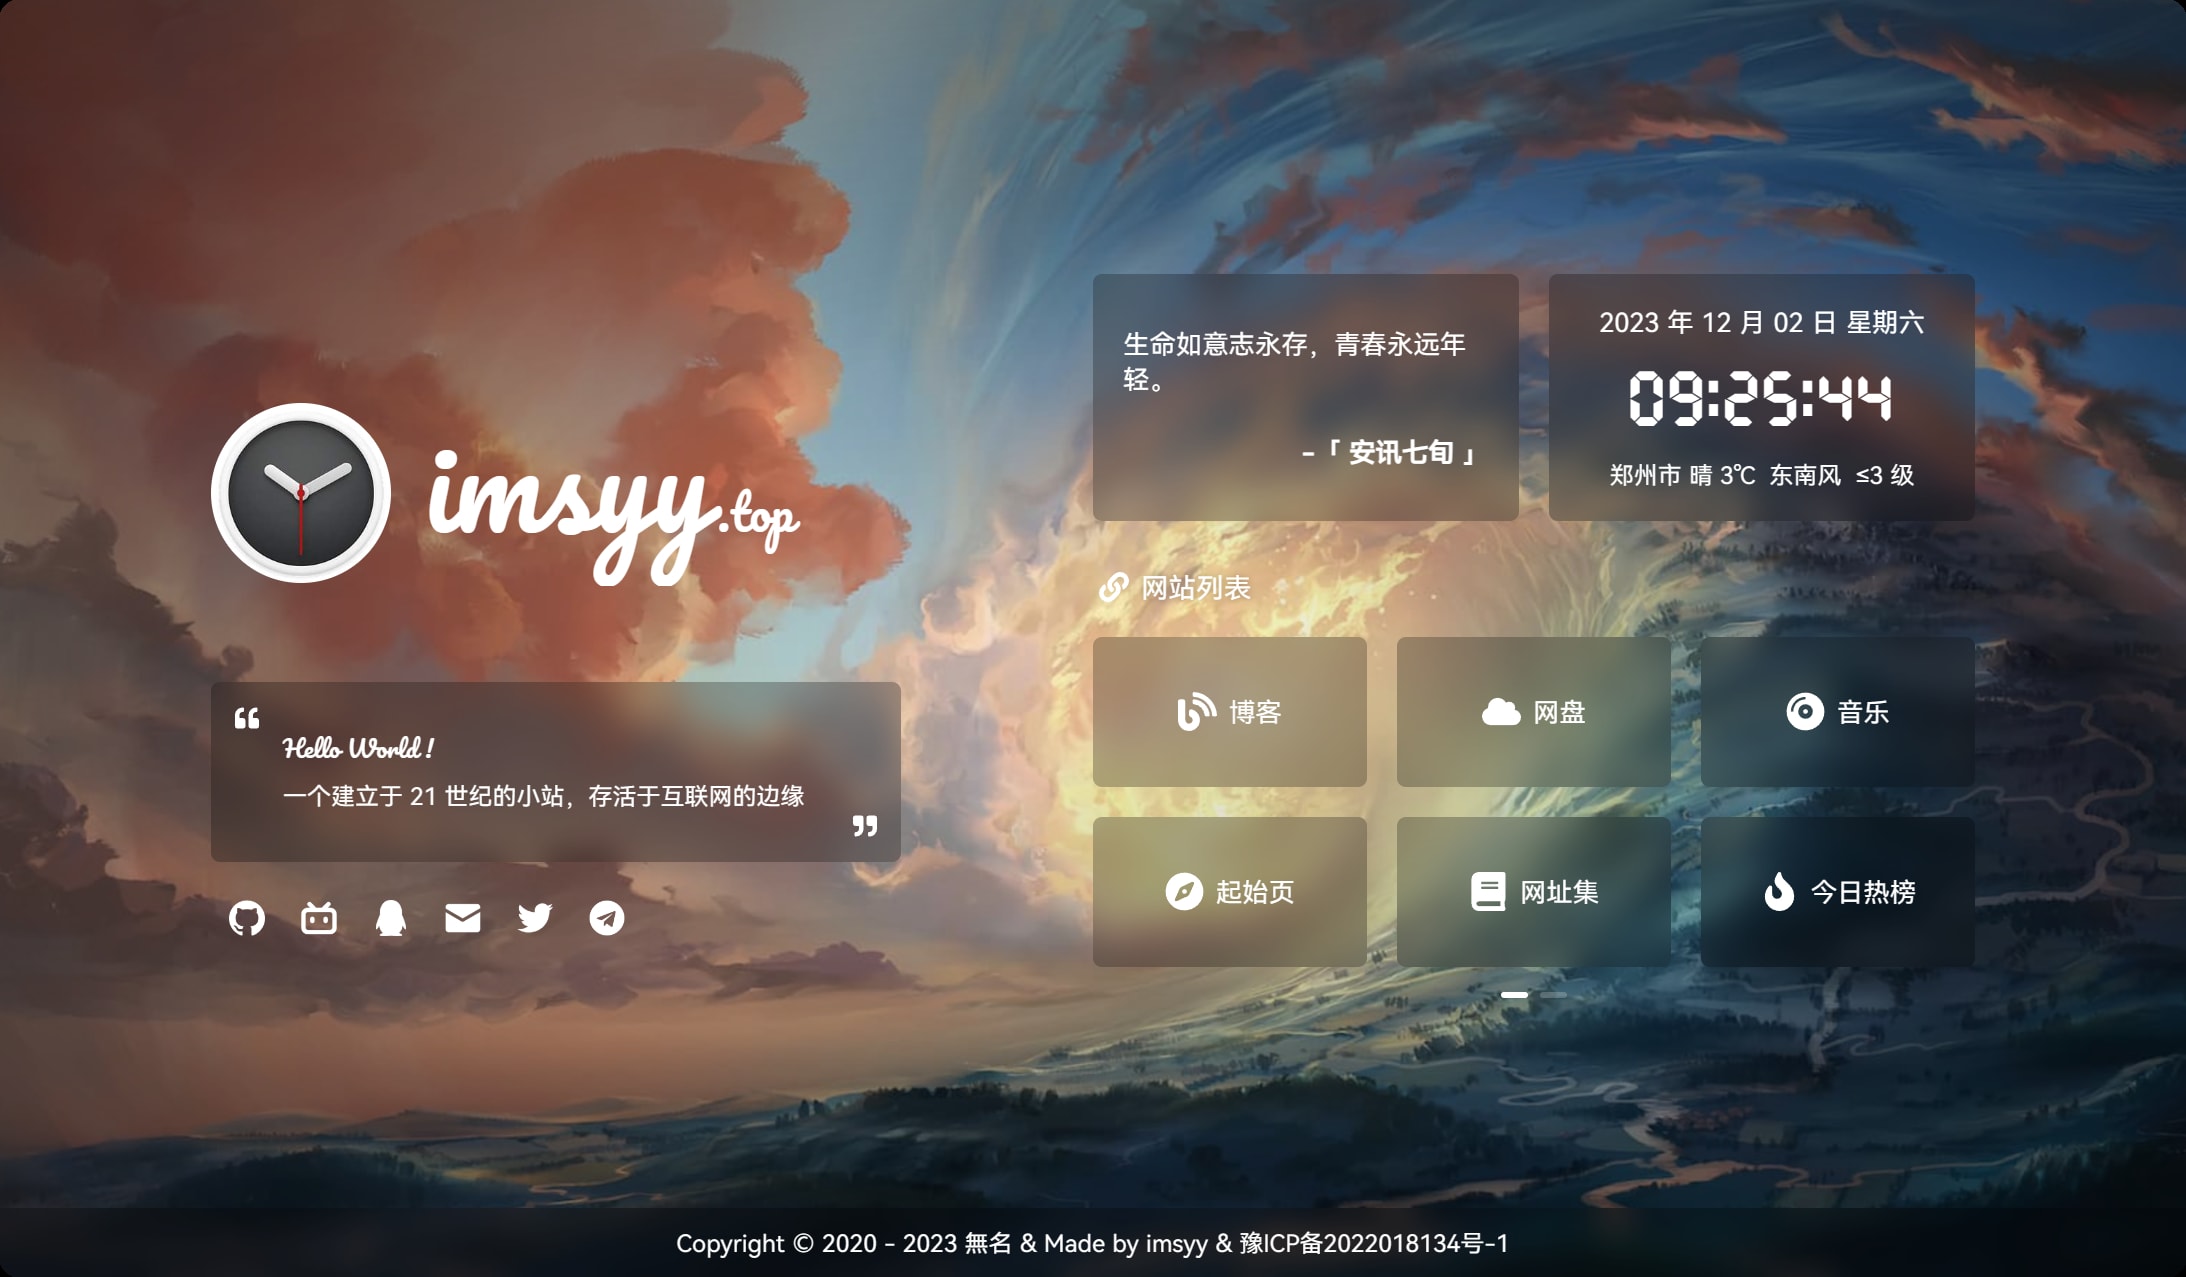 imsyy.top
Hello World !
一个建立于 21 世纪的小站，存活于互联网的边缘
生命如意志永存，青春永远年
轻。
-「 安讯七旬 」
2023 年 12 月 02 日 星期六
09:25:44
郑州市 晴 3℃ 东南风 ≤3 级
网站列表
博客
网盘
音乐
起始页
网址集
今日热榜
Copyright © 2020 - 2023 無名 & Made by imsyy & 豫ICP备2022018134号-1